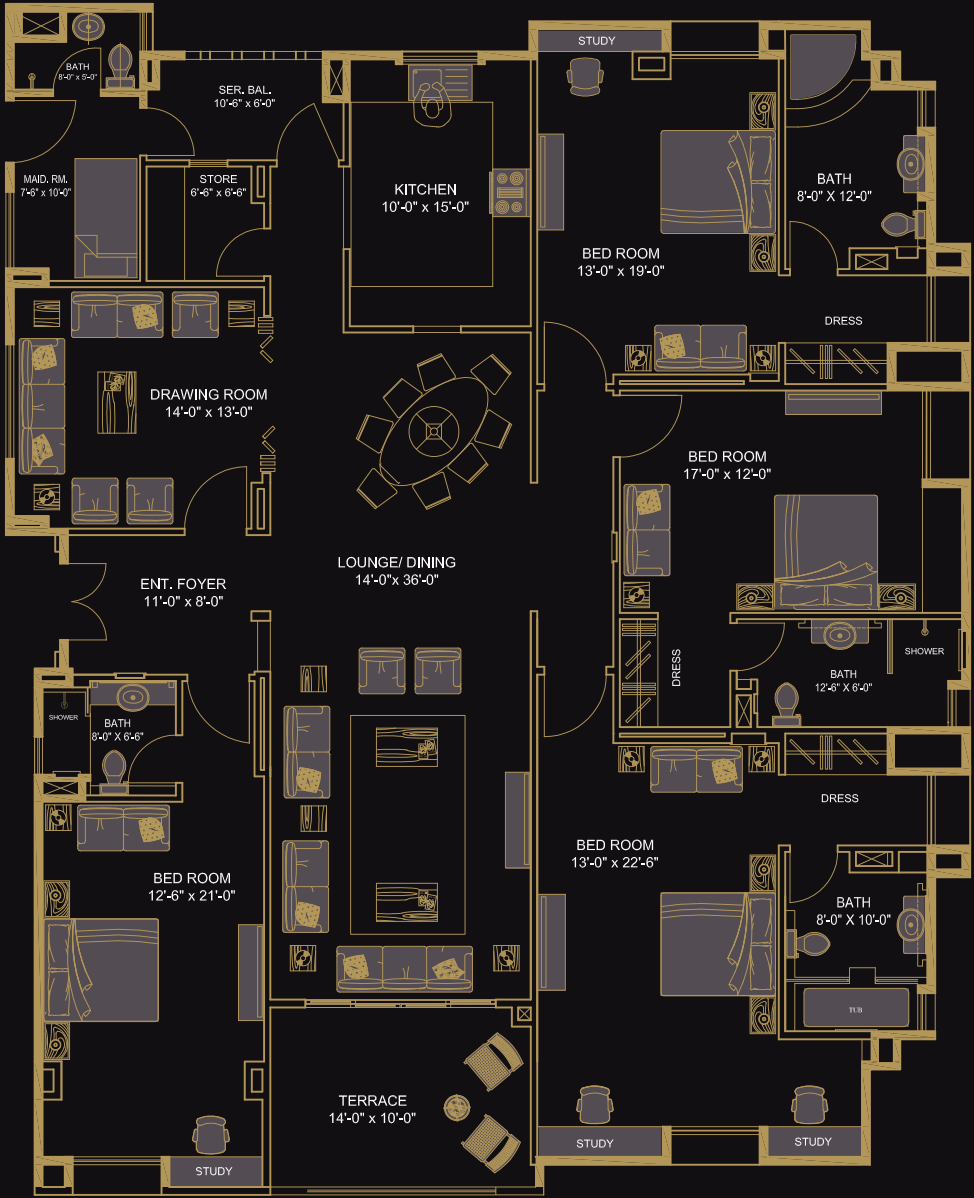 STUDY
BATH
8'-0" x 5'-0"
SER. BAL.
10'-6" x 6'-0"
MAID. RM.
7'-6" x 10'-0"
STORE
6'-6" x 6'-6"
KITCHEN
10'-0" x 15'-0"
BATH
8'-0" X 12'-0"
BED ROOM
13'-0" x 19'-0"
DRESS
DRAWING ROOM
14'-0" x 13'-0"
BED ROOM
17'-0" x 12'-0"
LOUNGE/ DINING
14'-0"x 36'-0"
ENT. FOYER
11'-0" x 8'-0"
SHOWER
DRESS
BATH
12'-6" X 6'-0"
SHOWER
BATH
8'-0" X 6'-6"
DRESS
BED ROOM
13'-0" x 22'-6"
BED ROOM
12'-6" x 21'-0"
BATH
8'-0" X 10'-0"
TUB
TERRACE
14'-0" x 10'-0"
STUDY
STUDY
STUDY